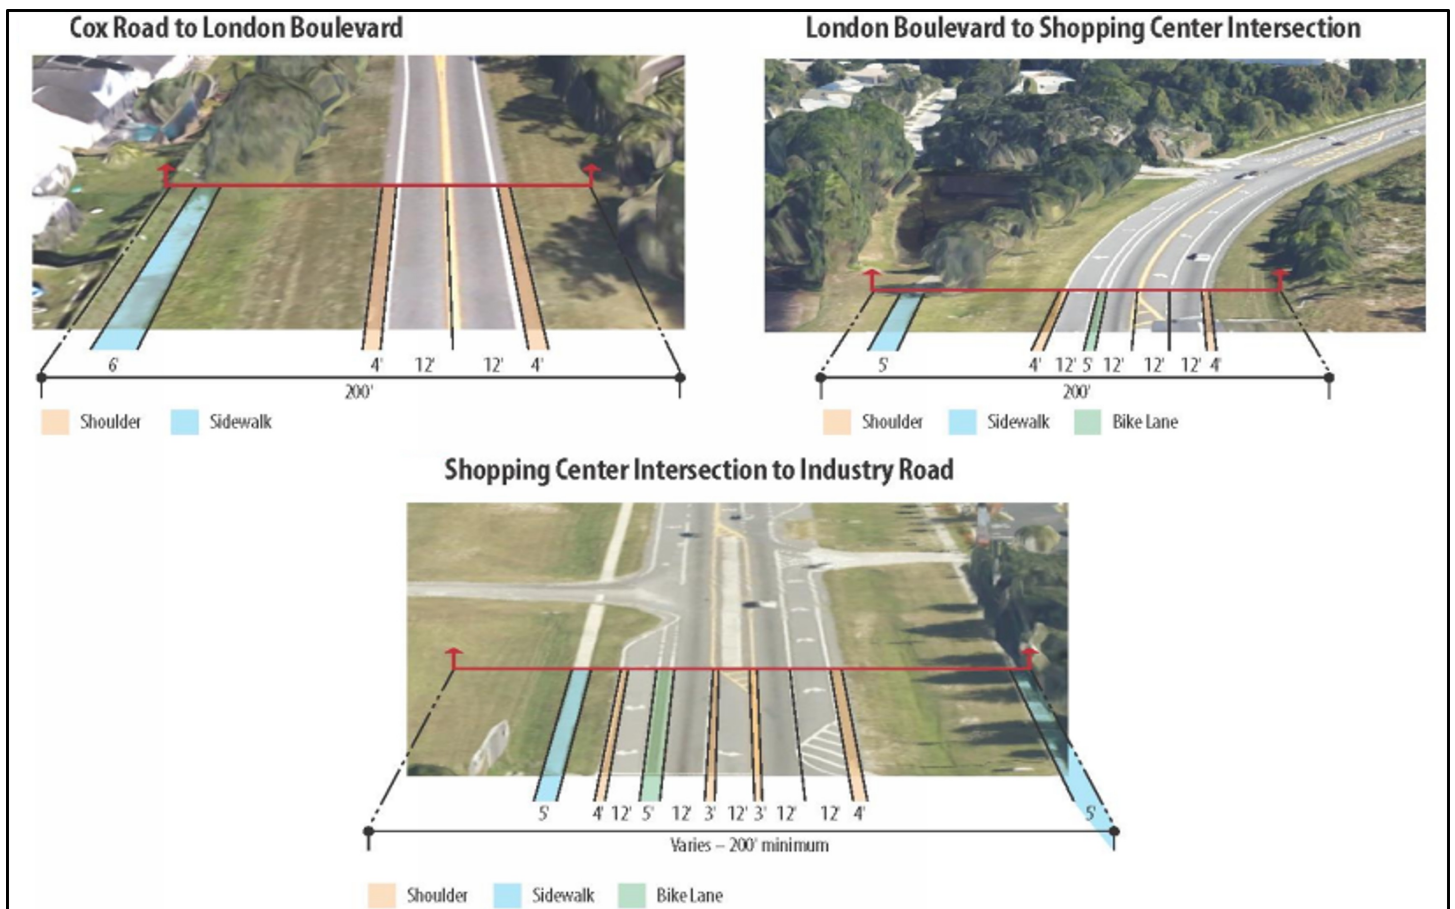 Cox Road to London Boulevard
6' 4' 12' 12' 4'
200'
Shoulder Sidewalk
London Boulevard to Shopping Center Intersection
5' 4' 12' 5' 12' 12' 12' 4'
200'
Shoulder Sidewalk Bike Lane
Shopping Center Intersection to Industry Road
5' 4' 12' 5' 12' 3' 12' 3' 12' 12' 4' 5'
Varies – 200' minimum
Shoulder Sidewalk Bike Lane